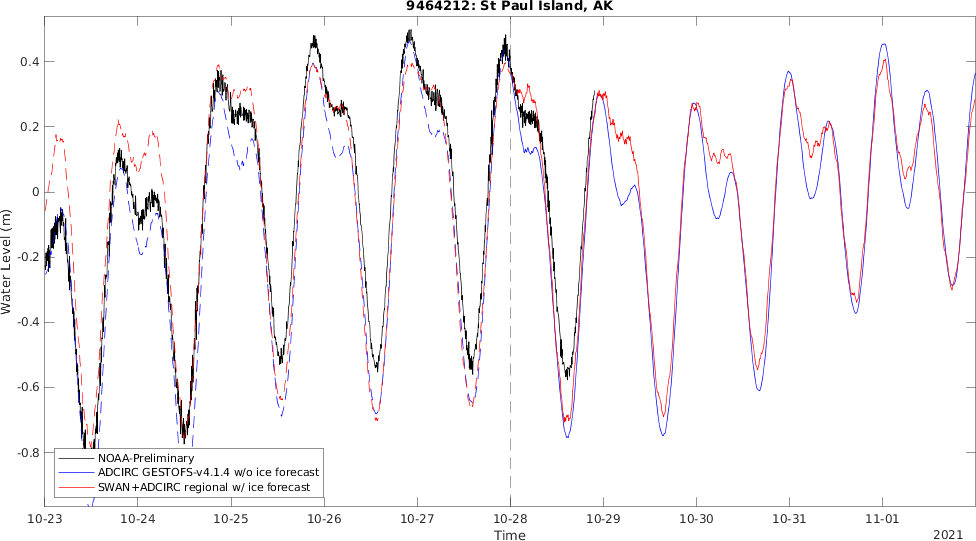 9464212: St Paul Island, AK
Water Level (m)
0.4
0.2
0
-0.2
-0.4
-0.6
-0.8
NOAA-Preliminary
ADCIRC GESTOFS-v4.1.4 w/o ice forecast
SWAN+ADCIRC regional w/ ice forecast
10-23 10-24 10-25 10-26 10-27 10-28 10-29 10-30 10-31 11-01
Time
2021